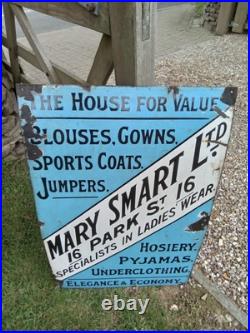 THE HOUSE FOR VALUE
BLOUSES, GOWNS,
SPORTS COATS.
JUMPERS.
MARY SMART LTD
16 PARK ST 16
SPECIALISTS IN LADIES WEAR.
HOSIERY.
PYJAMAS.
UNDERCLOTHING
ELEGANCE & ECONOMY.